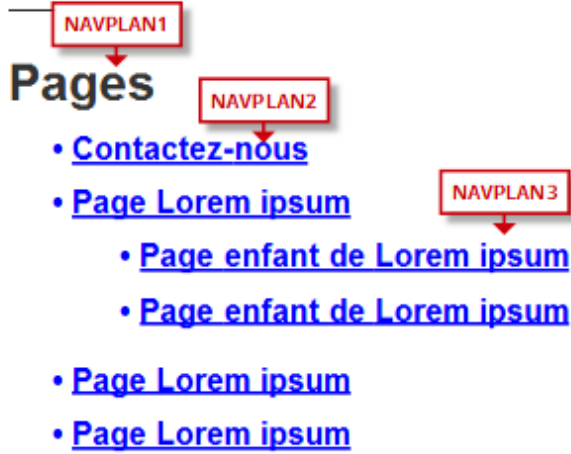 NAVPLAN1
Pages
NAVPLAN2
• Contactez-nous
• Page Lorem ipsum
NAVPLAN3
• Page enfant de Lorem ipsum
• Page enfant de Lorem ipsum
• Page Lorem ipsum
• Page Lorem ipsum